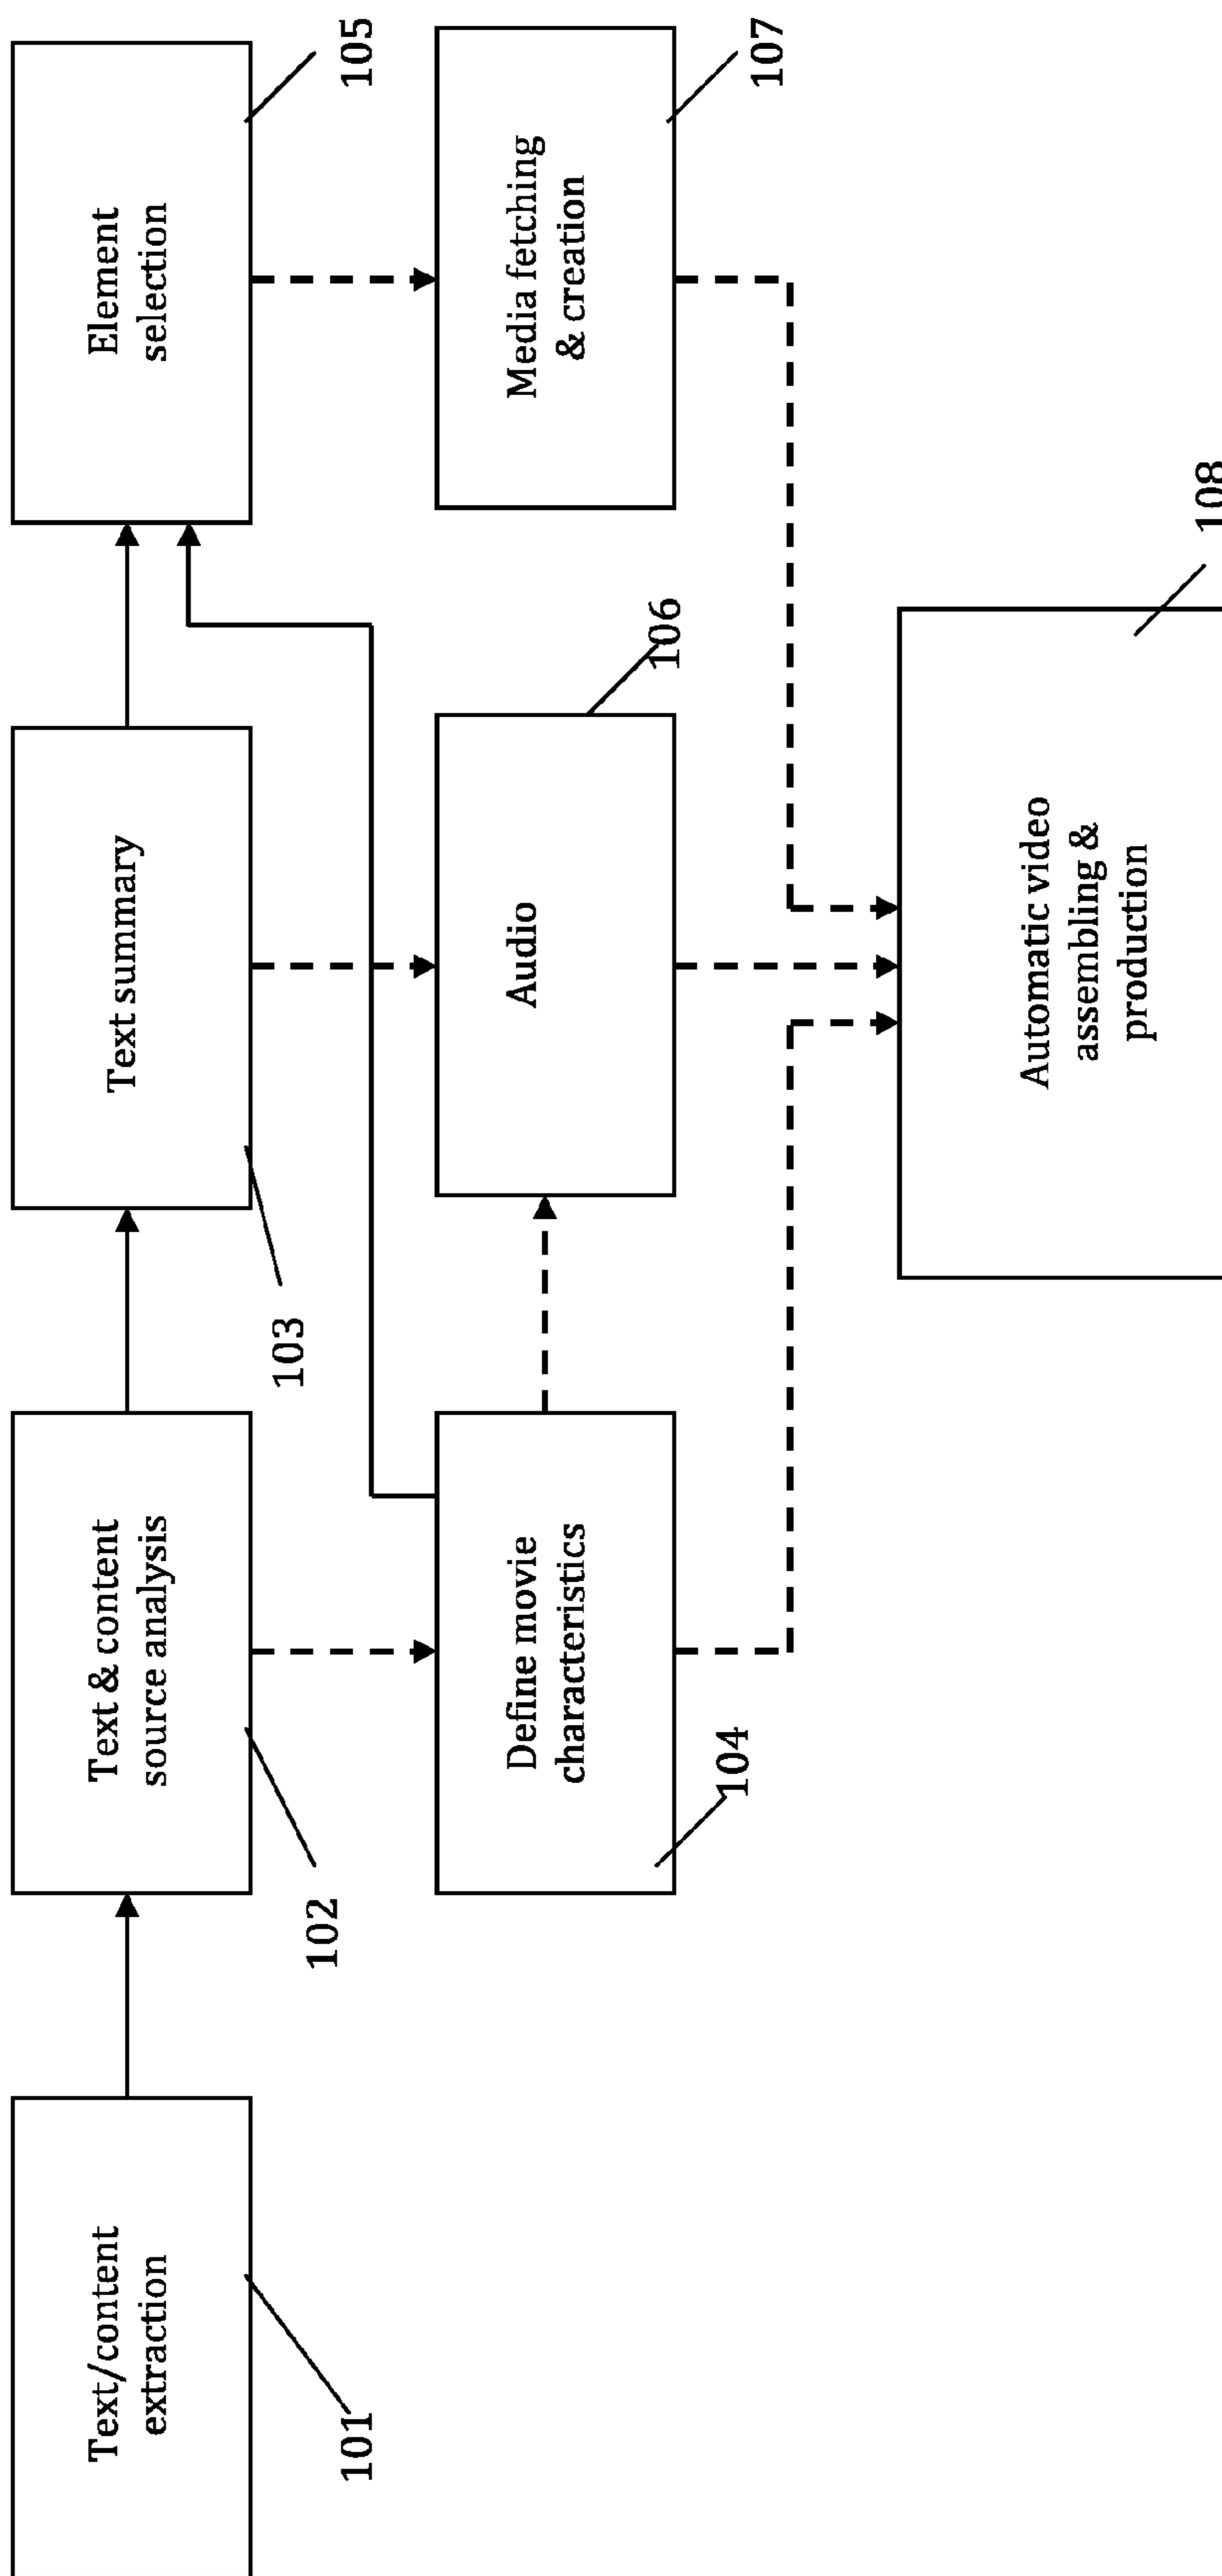 Text/content
extraction
101
Text & content
source analysis
102
Text summary
103
Element
selection
105
Define movie
characteristics
104
Audio
106
Media fetching
& creation
107
Automatic video
assembling &
production
108